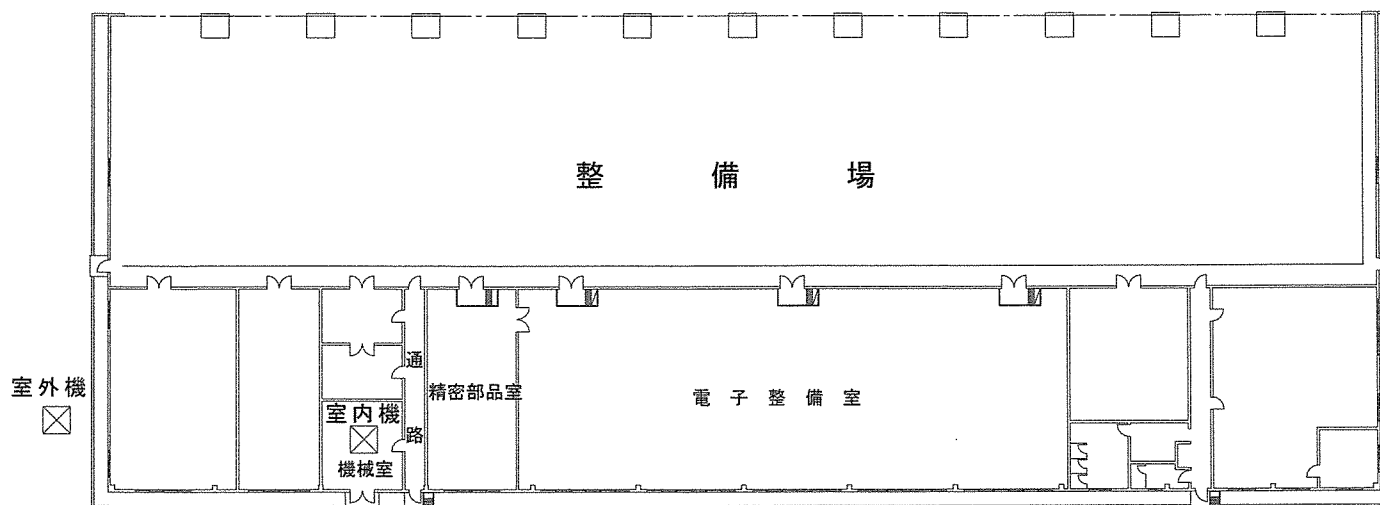 整備場
通路
精密部品室
電子整備室
室外機
室内機
機械室